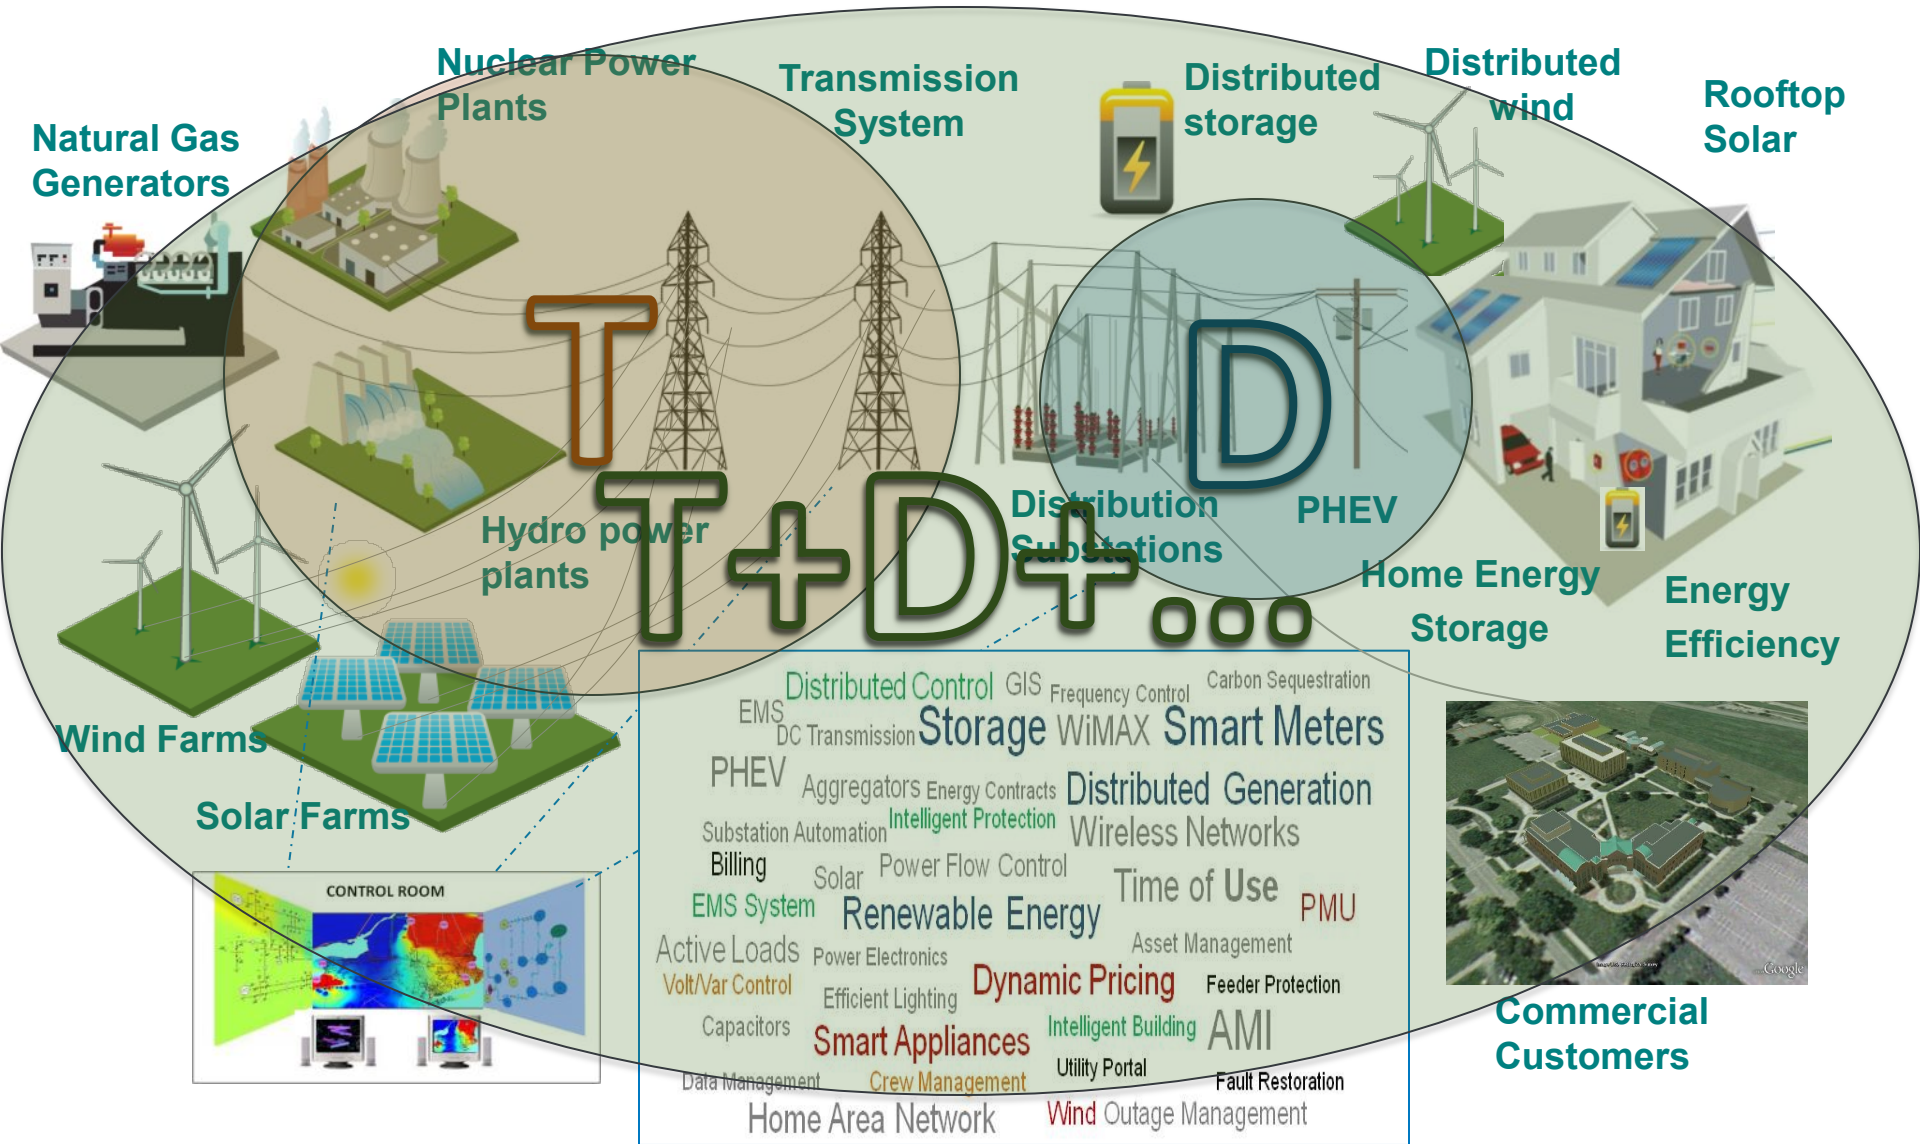 Nuclear Power
Plants
Natural Gas
Generators
Transmission
System
Distributed
storage
Distributed
wind
Rooftop
Solar
T
D
T+D+...
Hydro power
plants
Distribution
Substations
PHEV
Home Energy
Storage
Energy
Efficiency
Wind Farms
Solar Farms
CONTROL ROOM
Distributed Control GIS Frequency Control Carbon Sequestration
EMS DC Transmission Storage WiMAX Smart Meters
PHEV Aggregators Energy Contracts Distributed Generation
Substation Automation Intelligent Protection Wireless Networks
Billing Solar Power Flow Control Time of Use
EMS System Renewable Energy PMU
Active Loads Power Electronics Asset Management
Volt/Var Control Efficient Lighting Dynamic Pricing Feeder Protection
Capacitors Smart Appliances Intelligent Building AMI
Data Management Crew Management Utility Portal Fault Restoration
Home Area Network Wind Outage Management
Google
Commercial
Customers